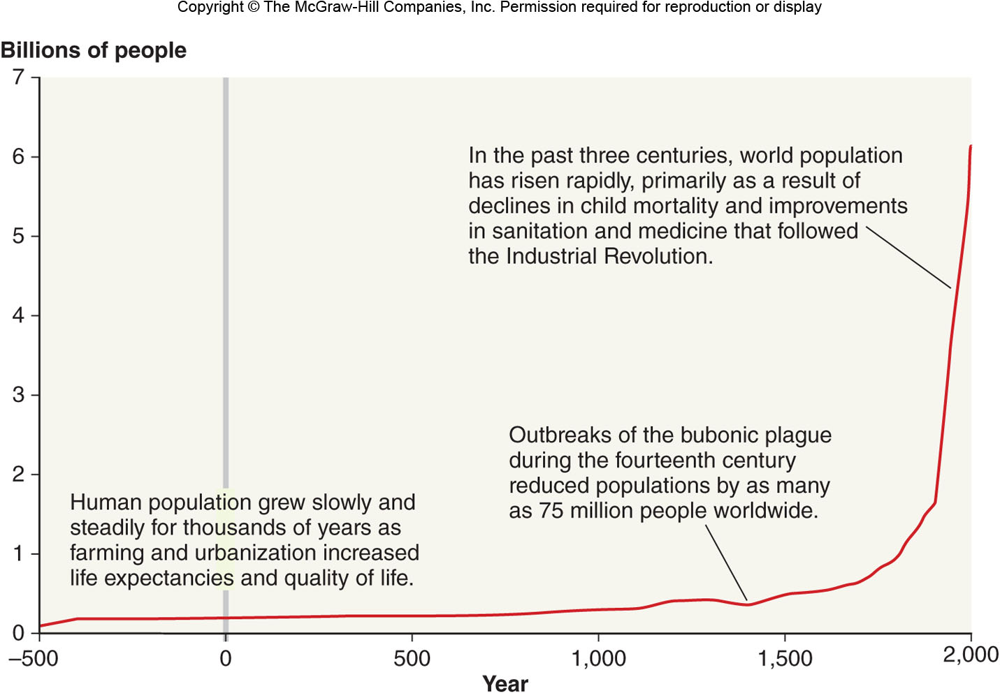 Copyright © The McGraw-Hill Companies, Inc. Permission required for reproduction or display
Billions of people
7
6
5
4
3
2
1
0
In the past three centuries, world population
has risen rapidly, primarily as a result of
declines in child mortality and improvements
in sanitation and medicine that followed
the Industrial Revolution.
Outbreaks of the bubonic plague
during the fourteenth century
reduced populations by as many
as 75 million people worldwide.
Human population grew slowly and
steadily for thousands of years as
farming and urbanization increased
life expectancies and quality of life.
–500 0 500 1,000 1,500 2,000
Year